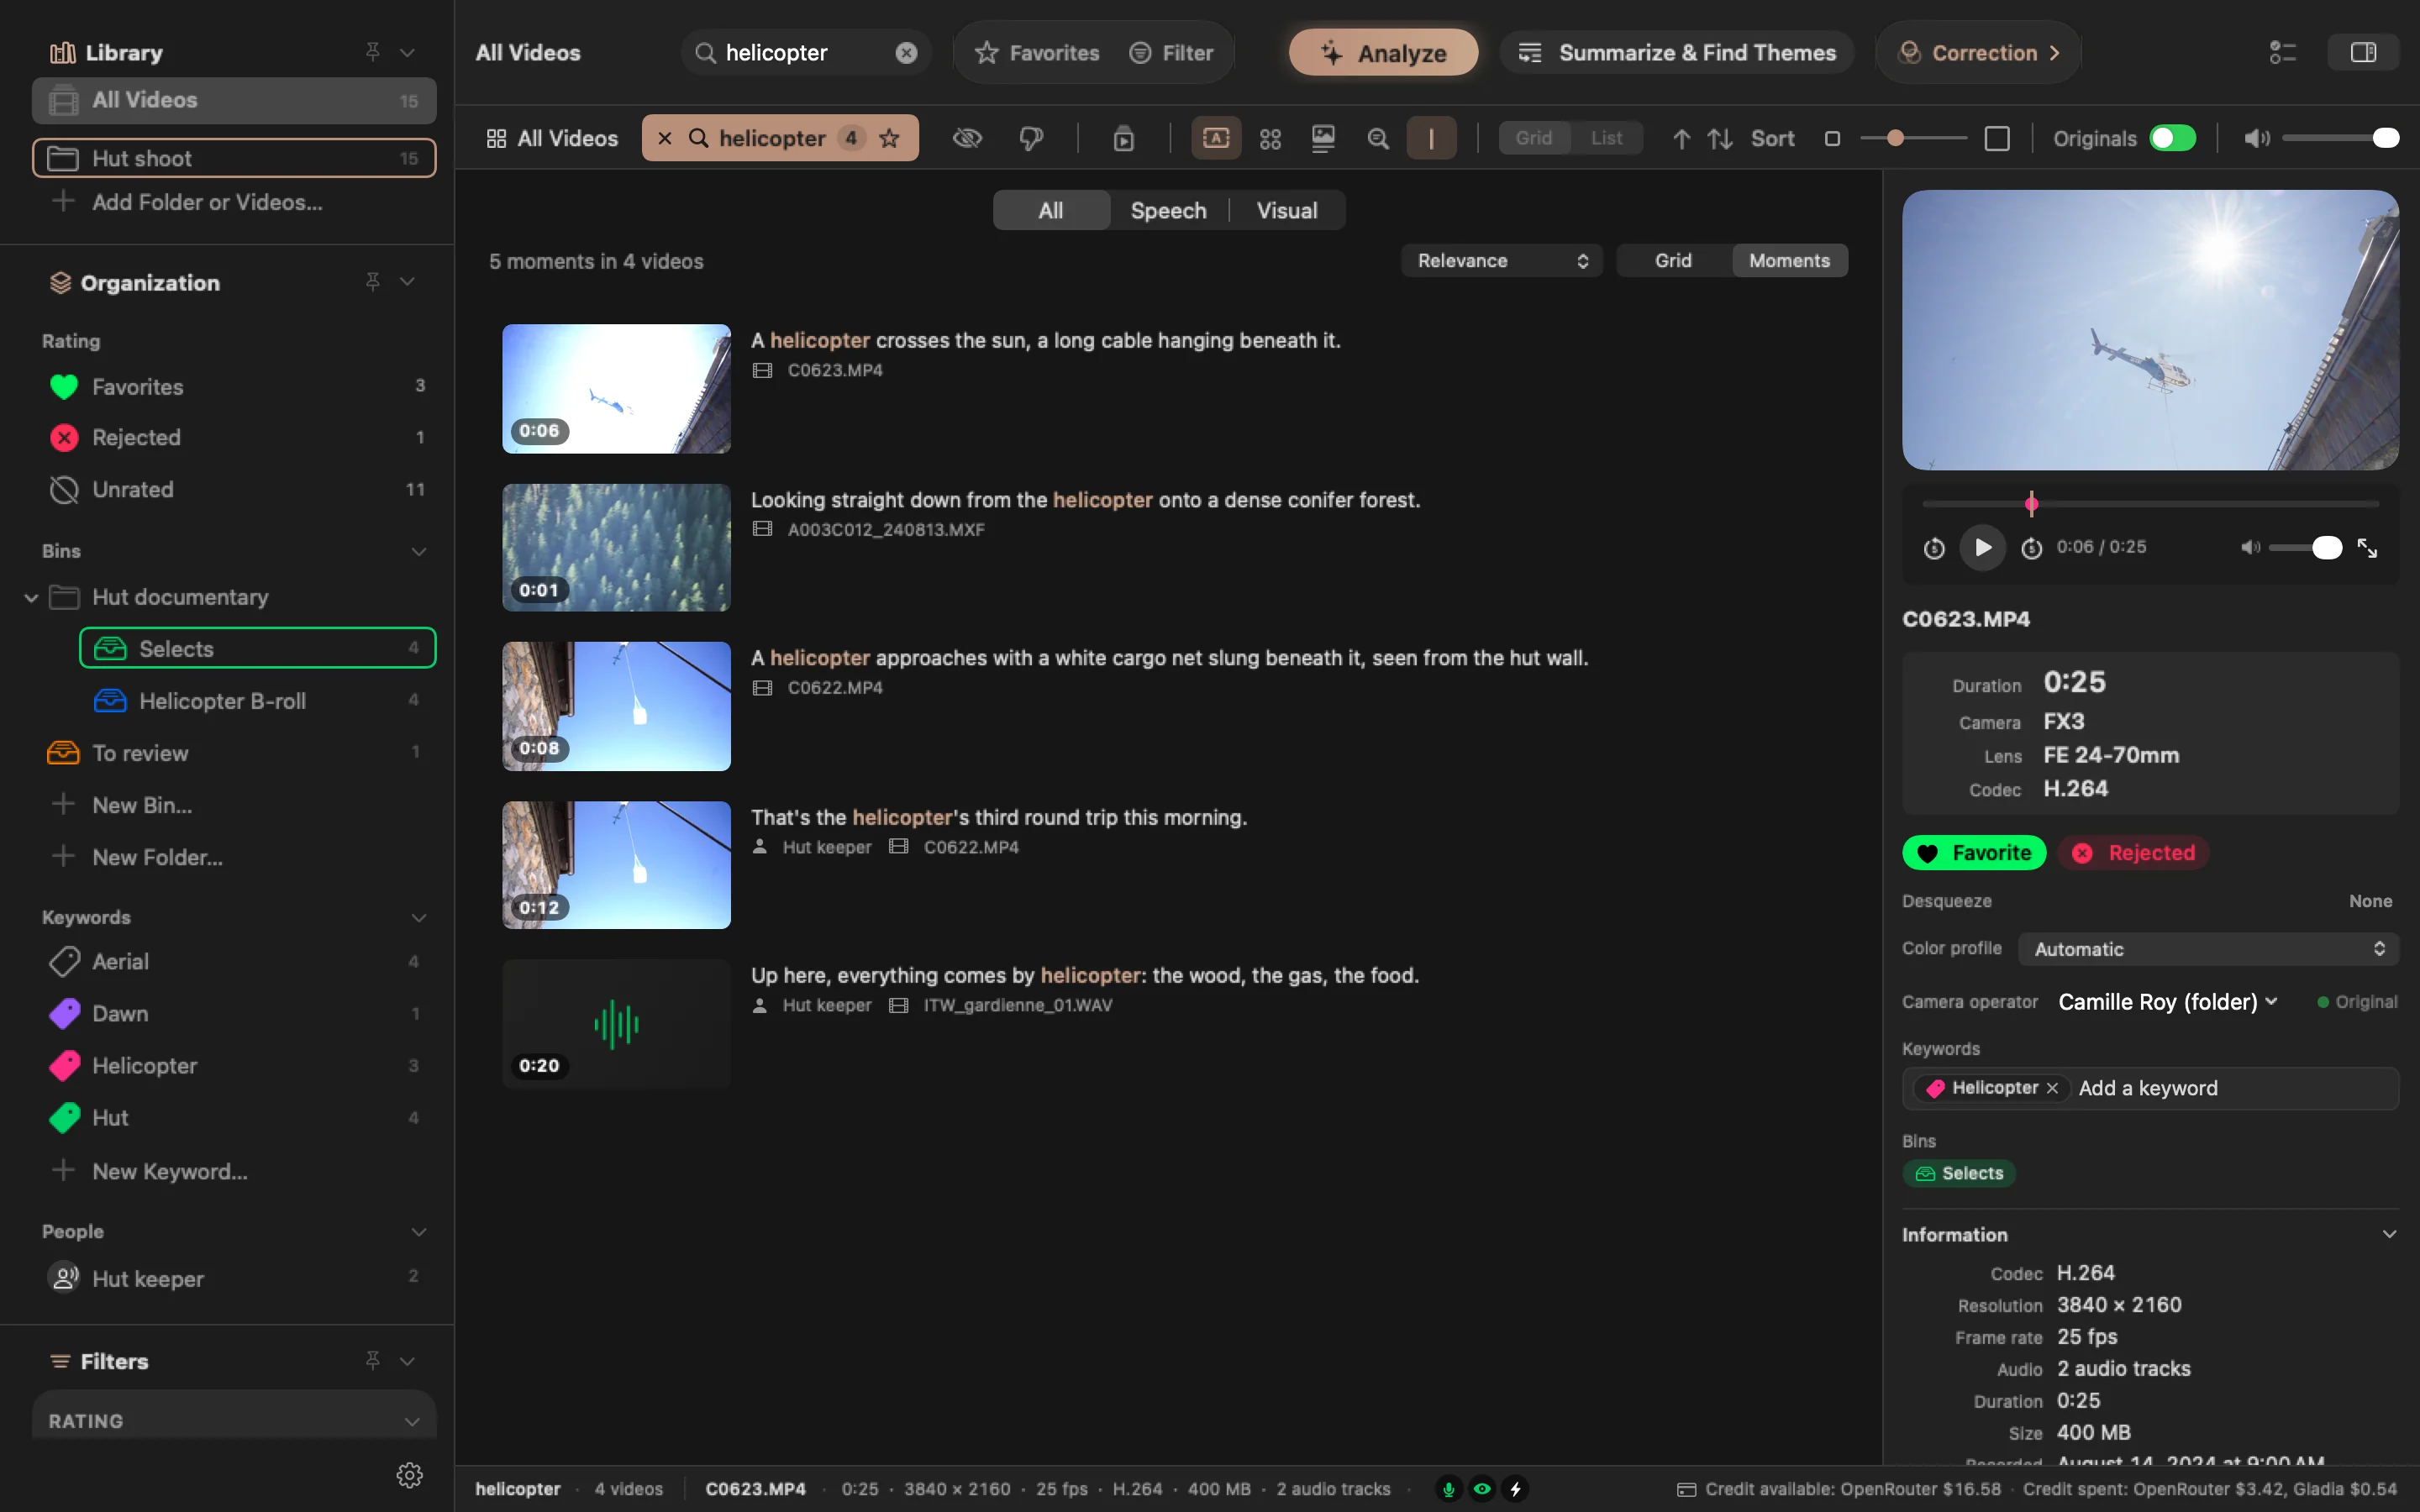 Library
All Videos 15
Hut shoot 15
Add Folder or Videos...
Organization
Rating
Favorites 3
Rejected 1
Unrated 11
Bins
Hut documentary
Selects 4
Helicopter B-roll 4
To review 1
New Bin...
New Folder...
Keywords
Aerial 4
Dawn 1
Helicopter 3
Hut 4
New Keyword...
People
Hut keeper 2
Filters
RATING
All Videos
helicopter
Favorites
Filter
Analyze
Summarize & Find Themes
Correction
All Videos
helicopter 4
Grid List
Sort
Originals
All Speech Visual
5 moments in 4 videos
Relevance
Grid Moments
0:06
A helicopter crosses the sun, a long cable hanging beneath it.
C0623.MP4
0:01
Looking straight down from the helicopter onto a dense conifer forest.
A003C012_240813.MXF
0:08
A helicopter approaches with a white cargo net slung beneath it, seen from the hut wall.
C0622.MP4
0:12
That's the helicopter's third round trip this morning.
Hut keeper C0622.MP4
0:20
Up here, everything comes by helicopter: the wood, the gas, the food.
Hut keeper ITW_gardienne_01.WAV
0:06 / 0:25
C0623.MP4
Duration 0:25
Camera FX3
Lens FE 24-70mm
Codec H.264
Favorite Rejected
Desqueeze None
Color profile Automatic
Camera operator Camille Roy (folder) Original
Keywords
Helicopter Add a keyword
Bins
Selects
Information
Codec H.264
Resolution 3840 × 2160
Frame rate 25 fps
Audio 2 audio tracks
Duration 0:25
Size 400 MB
Recorded August 14, 2024 at 9:00 AM
helicopter · 4 videos C0623.MP4 · 0:25 · 3840 × 2160 · 25 fps · H.264 · 400 MB · 2 audio tracks ·
Credit available: OpenRouter $16.58 · Credit spent: OpenRouter $3.42, Gladia $0.54